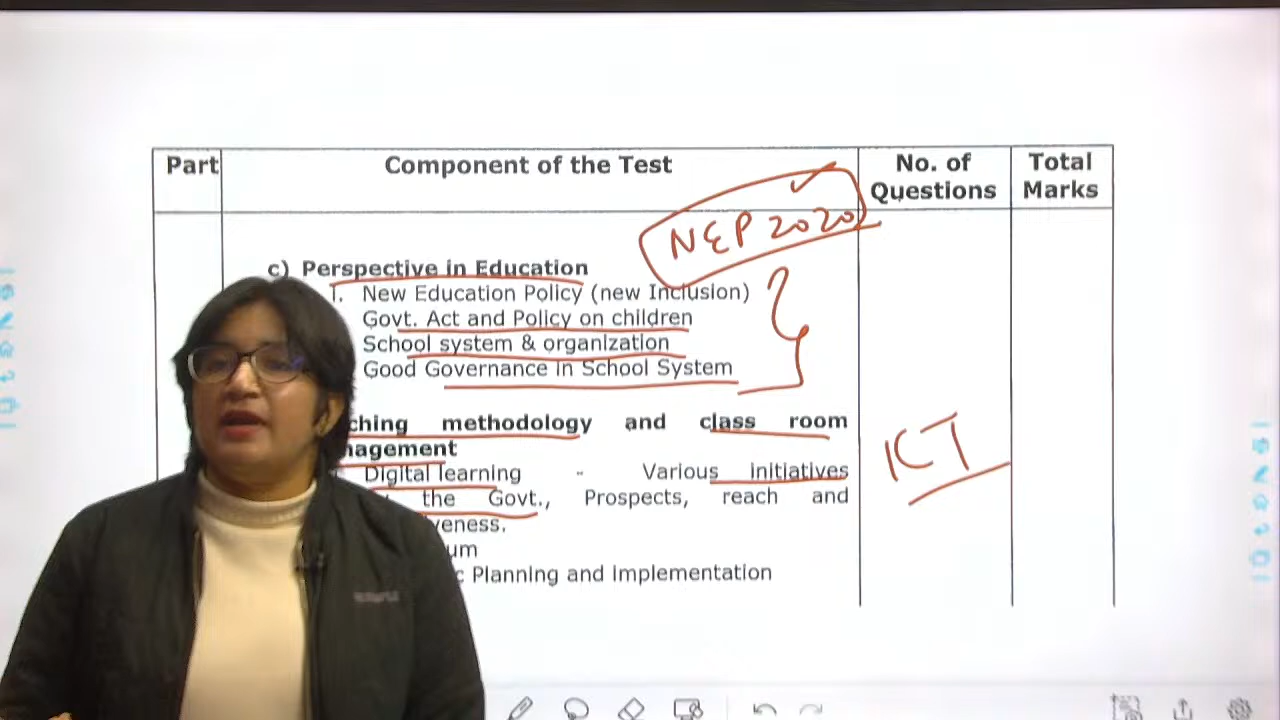 Part
Component of the Test
No. of
Questions
Total
Marks
NEP 2020
c) Perspective in Education
New Education Policy (new Inclusion)
Govt. Act and Policy on children
School system & organization
Good Governance in School System
ching methodology and class room
nagement
ICT
Digital learning - Various initiatives
the Govt., Prospects, reach and
veness.
um
Planning and implementation